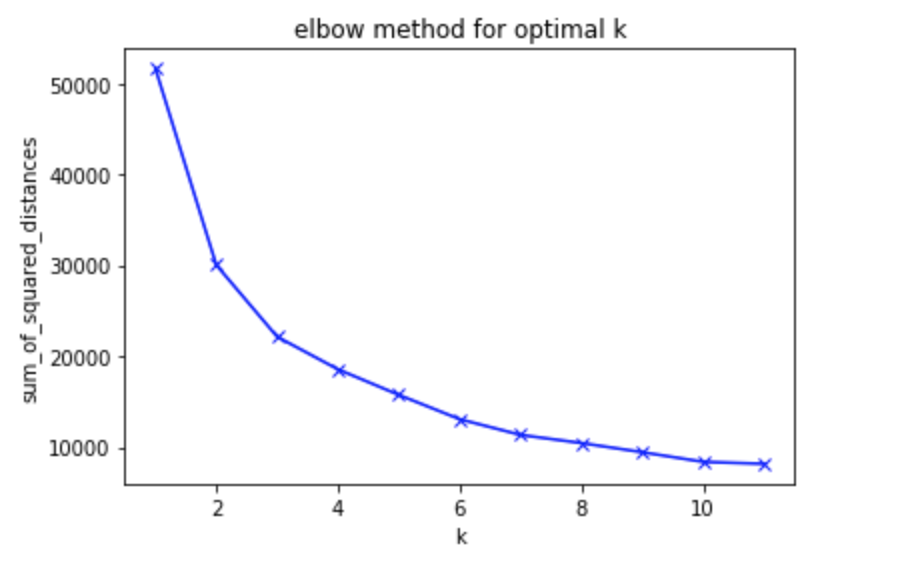 elbow method for optimal k
50000
40000
30000
20000
10000
sum_of_squared_distances
2 4 6 8 10
k